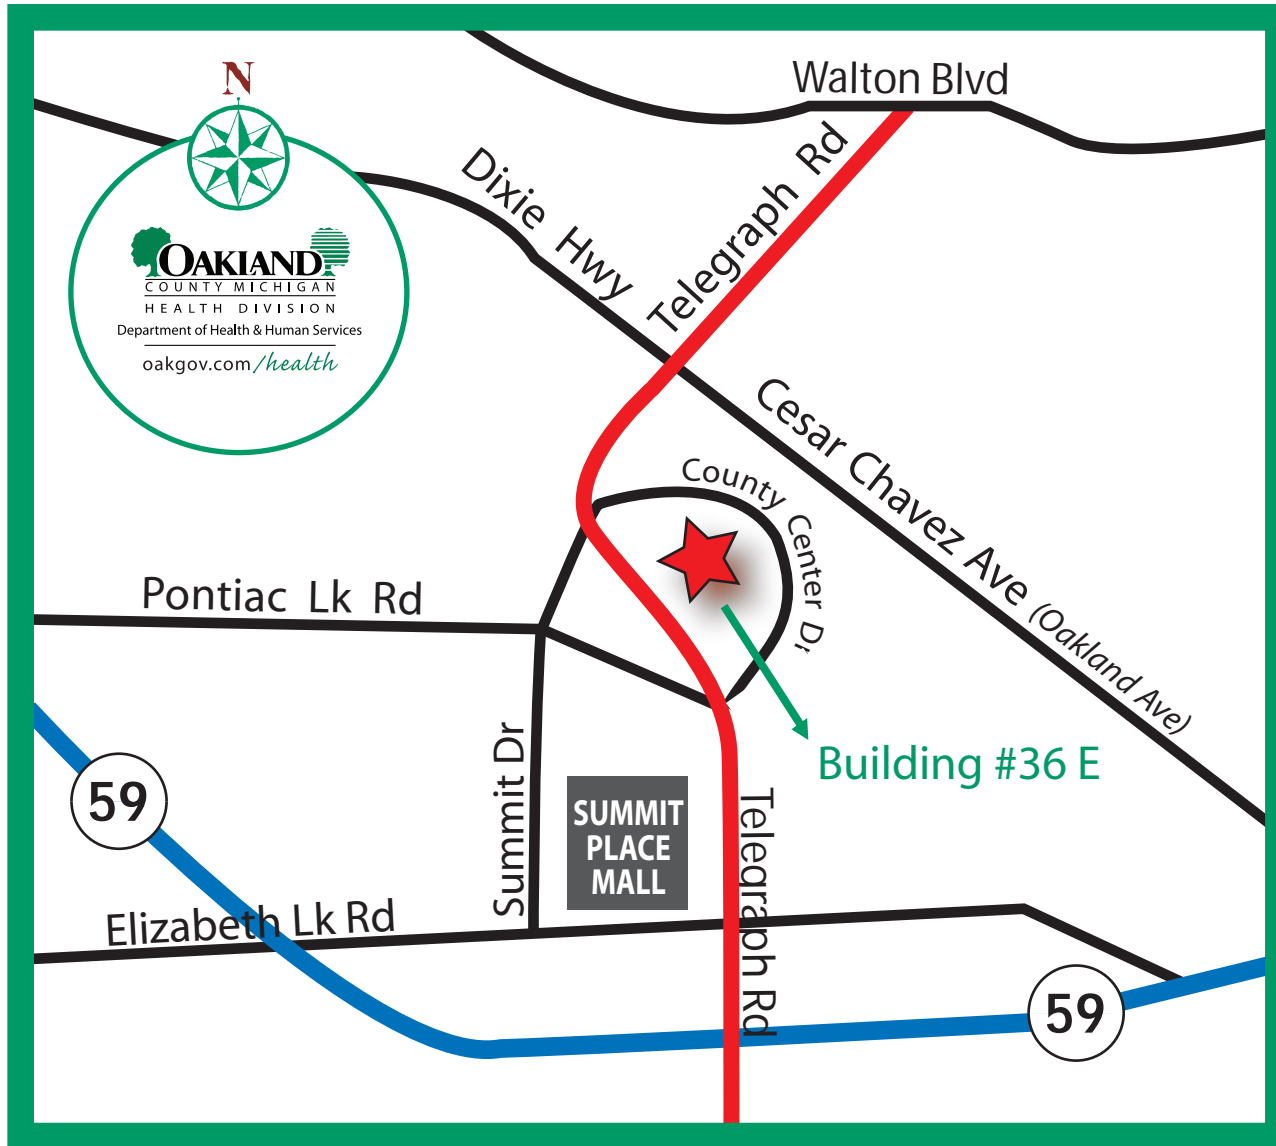 N
OAKLAND
COUNTY MICHIGAN
HEALTH DIVISION
Department of Health & Human Services
oakgov.com/health
Walton Blvd
Telegraph Rd
Dixie Hwy
Cesar Chavez Ave (Oakland Ave)
County Center Dr
Pontiac Lk Rd
Building #36 E
Summit Dr
SUMMIT
PLACE
MALL
Telegraph Rd
59
Elizabeth Lk Rd
59